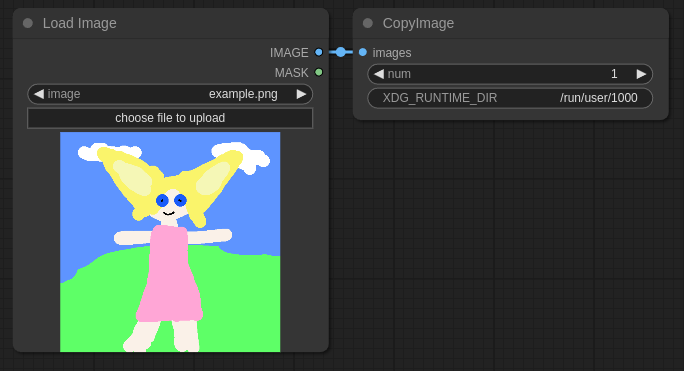 Load Image
IMAGE
MASK
image example.png
choose file to upload
CopyImage
images
num 1
XDG_RUNTIME_DIR /run/user/1000